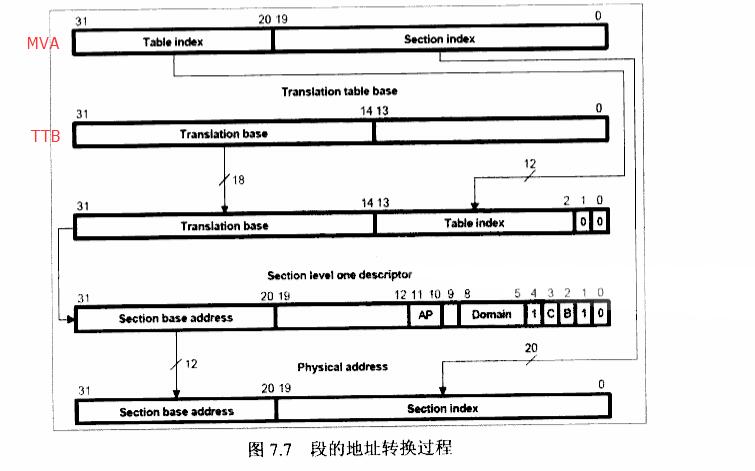 31 20 19 0
MVA Table index Section index
Translation table base
31 14 13 0
TTB Translation base
18 12
31 14 13 2 1 0
Translation base Table index 0 0
Section level one descriptor
31 20 19 12 11 10 9 8 5 4 3 2 1 0
Section base address AP Domain 1 C B 1 0
12 Physical address 20
31 20 19 0
Section base address Section index
图 7.7 段的地址转换过程